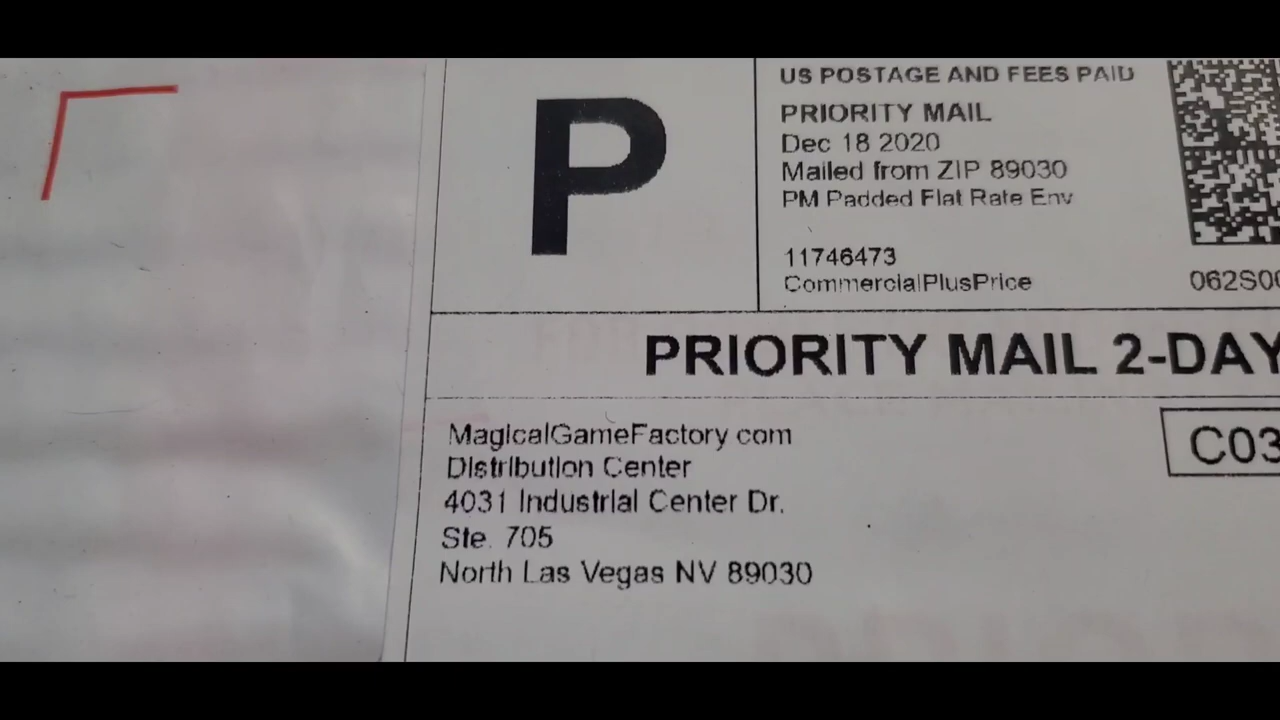 P
US POSTAGE AND FEES PAID
PRIORITY MAIL
Dec 18 2020
Mailed from ZIP 89030
PM Padded Flat Rate Env
11746473
CommercialPlusPrice
062S00
PRIORITY MAIL 2-DAY
C03
MagicalGameFactory com
Distribution Center
4031 Industrial Center Dr.
Ste. 705
North Las Vegas NV 89030